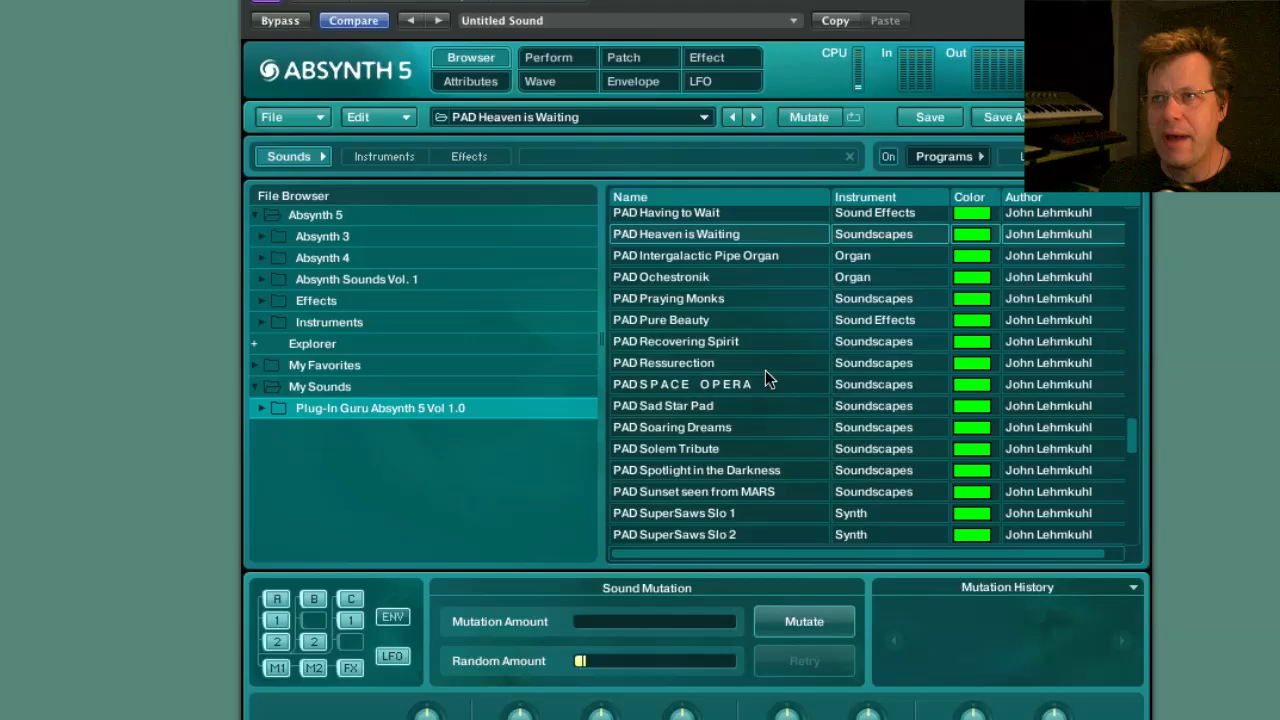 Bypass Compare Untitled Sound Copy Paste
ABSYNTH 5
Browser Perform Patch Effect
Attributes Wave Envelope LFO
CPU In Out
File Edit PAD Heaven is Waiting Mutate Save Save
Sounds Instruments Effects On Programs
File Browser
Absynth 5
Absynth 3
Absynth 4
Absynth Sounds Vol. 1
Effects
Instruments
Explorer
My Favorites
My Sounds
Plug-In Guru Absynth 5 Vol 1.0
Name Instrument Color Author
PAD Having to Wait Sound Effects John Lehmkuhl
PAD Heaven is Waiting Soundscapes John Lehmkuhl
PAD Intergalactic Pipe Organ Organ John Lehmkuhl
PAD Ochestronik Organ John Lehmkuhl
PAD Praying Monks Soundscapes John Lehmkuhl
PAD Pure Beauty Sound Effects John Lehmkuhl
PAD Recovering Spirit Soundscapes John Lehmkuhl
PAD Ressurection Soundscapes John Lehmkuhl
PAD S P A C E O P E R A Soundscapes John Lehmkuhl
PAD Sad Star Pad Soundscapes John Lehmkuhl
PAD Soaring Dreams Soundscapes John Lehmkuhl
PAD Solem Tribute Soundscapes John Lehmkuhl
PAD Spotlight in the Darkness Soundscapes John Lehmkuhl
PAD Sunset seen from MARS Soundscapes John Lehmkuhl
PAD SuperSaws Slo 1 Synth John Lehmkuhl
PAD SuperSaws Slo 2 Synth John Lehmkuhl
A B C
1 1
2 2
M1 M2 FX
ENV
LFO
Sound Mutation
Mutation Amount Mutate
Random Amount Retry
Mutation History